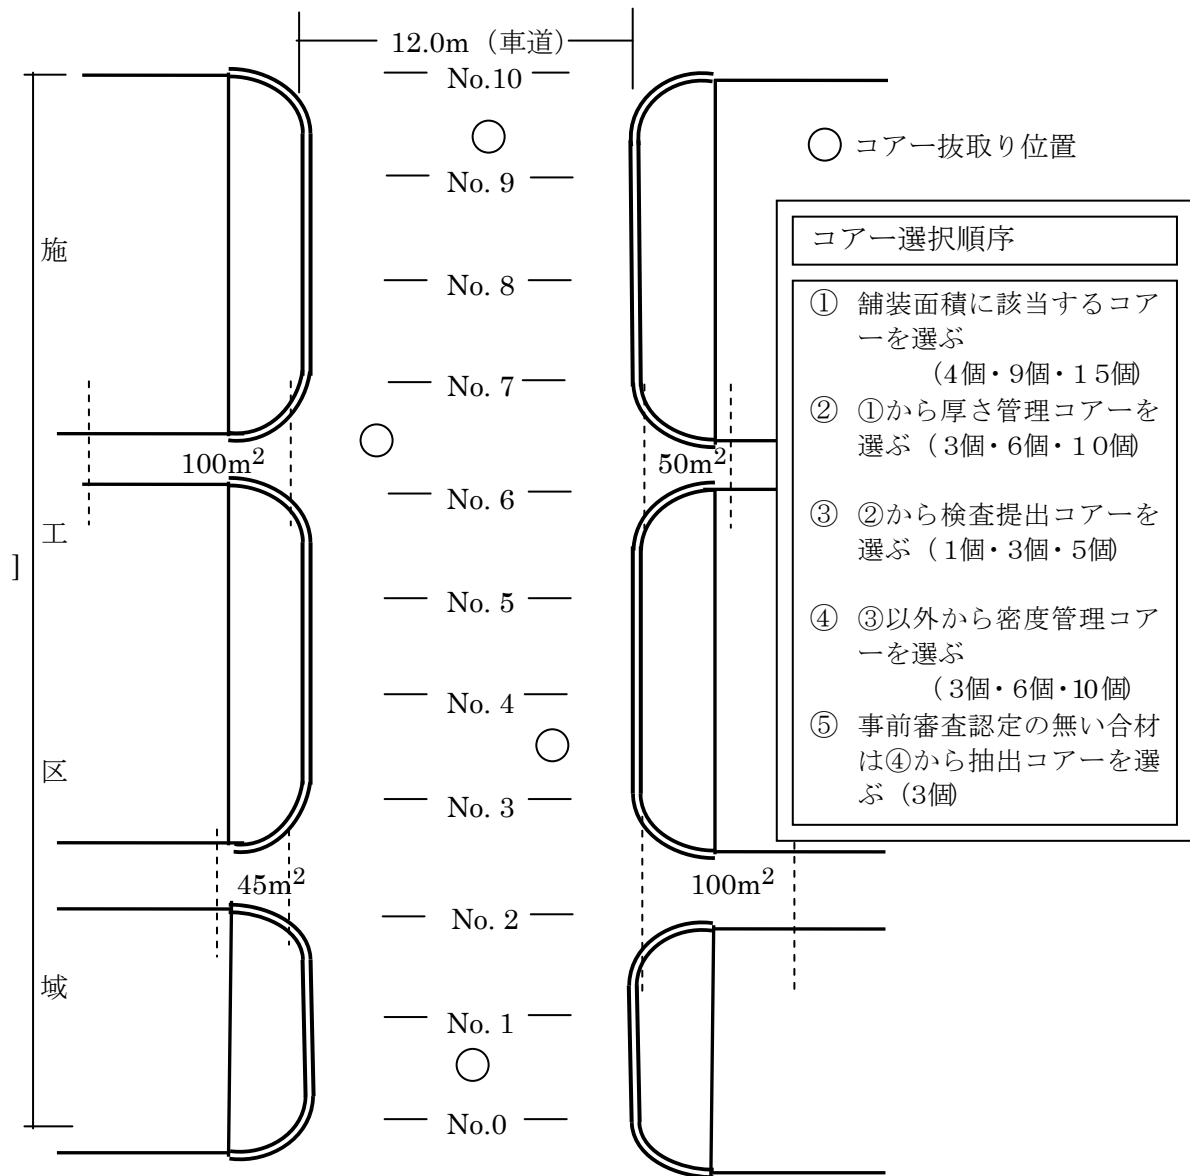 12.0m（車道）
No.10
コアー抜取り位置
No. 9
コアー選択順序
施
No. 8
① 舗装面積に該当するコア
ーを選ぶ
（4個・9個・15個）
No. 7
② ①から厚さ管理コアーを
選ぶ（3個・6個・10個）
100m²
50m²
No. 6
③ ②から検査提出コアーを
選ぶ（1個・3個・5個）
工
]
No. 5
④ ③以外から密度管理コア
ーを選ぶ
（3個・6個・10個）
No. 4
⑤ 事前審査認定の無い合材
は④から抽出コアーを選
ぶ（3個）
区
No. 3
45m²
100m²
No. 2
域
No. 1
No.0